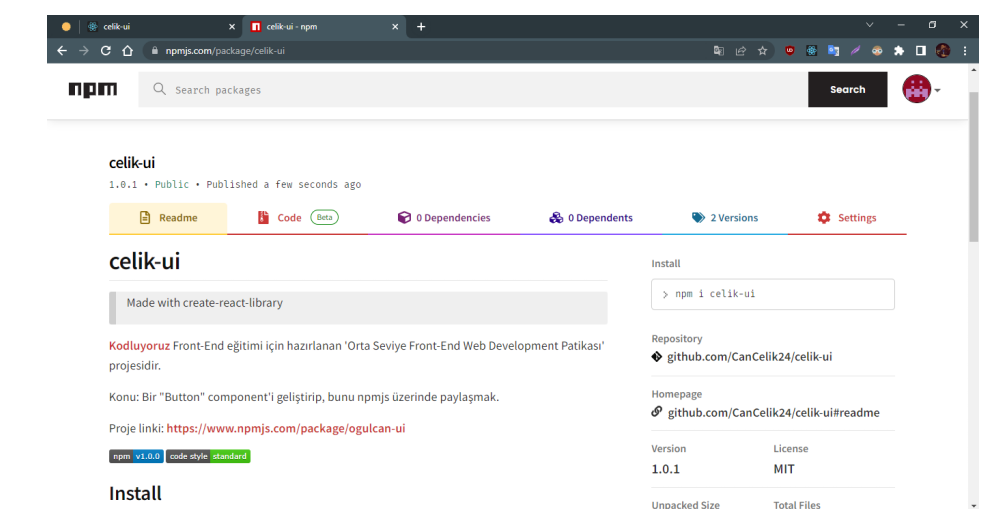 celik-ui
celik-ui - npm
npmjs.com/package/celik-ui
npm
Search packages
Search
celik-ui
1.0.1 • Public • Published a few seconds ago
Readme
Code Beta
0 Dependencies
0 Dependents
2 Versions
Settings
celik-ui
Made with create-react-library
Kodluyoruz Front-End eğitimi için hazırlanan 'Orta Seviye Front-End Web Development Patikası'
projesidir.
Konu: Bir "Button" component'i geliştirip, bunu npmjs üzerinde paylaşmak.
Proje linki: https://www.npmjs.com/package/ogulcan-ui
npm v1.0.0 code style standard
Install
Install
> npm i celik-ui
Repository
github.com/CanCelik24/celik-ui
Homepage
github.com/CanCelik24/celik-ui#readme
Version
License
1.0.1
MIT
Unpacked Size
Total Files